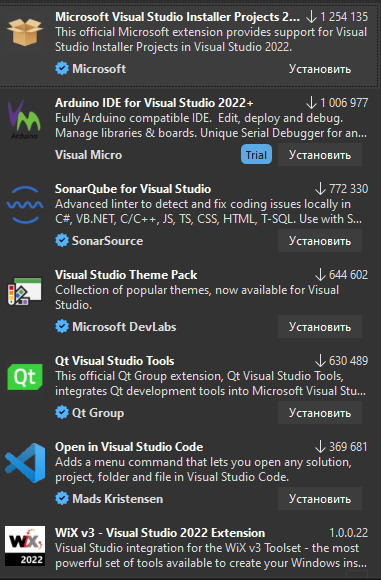 Microsoft Visual Studio Installer Projects 2... 1 254 135
This official Microsoft extension provides support for Visual
Studio Installer Projects in Visual Studio 2022.
Microsoft Установить
Arduino IDE for Visual Studio 2022+ 1 006 977
Fully Arduino compatible IDE. Edit, deploy and debug.
Manage libraries & boards. Unique Serial Debugger for an...
Arduino
Visual Micro Trial Установить
SonarQube for Visual Studio 772 330
Advanced linter to detect and fix coding issues locally in
C#, VB.NET, C/C++, JS, TS, CSS, HTML, T-SQL. Use with S...
SonarSource Установить
Visual Studio Theme Pack 644 602
Collection of popular themes, now available for Visual
Studio.
Microsoft DevLabs Установить
Qt Visual Studio Tools 630 489
This official Qt Group extension, Qt Visual Studio Tools,
Qt
integrates Qt development tools into Microsoft Visual Stu...
Qt Group Установить
Open in Visual Studio Code 369 681
Adds a menu command that lets you open any solution,
project, folder and file in Visual Studio Code.
Mads Kristensen Установить
WiX v3 - Visual Studio 2022 Extension 1.0.0.22
WiX
Visual Studio integration for the WiX v3 Toolset - the most
2022
powerful set of tools available to create your Windows ins...